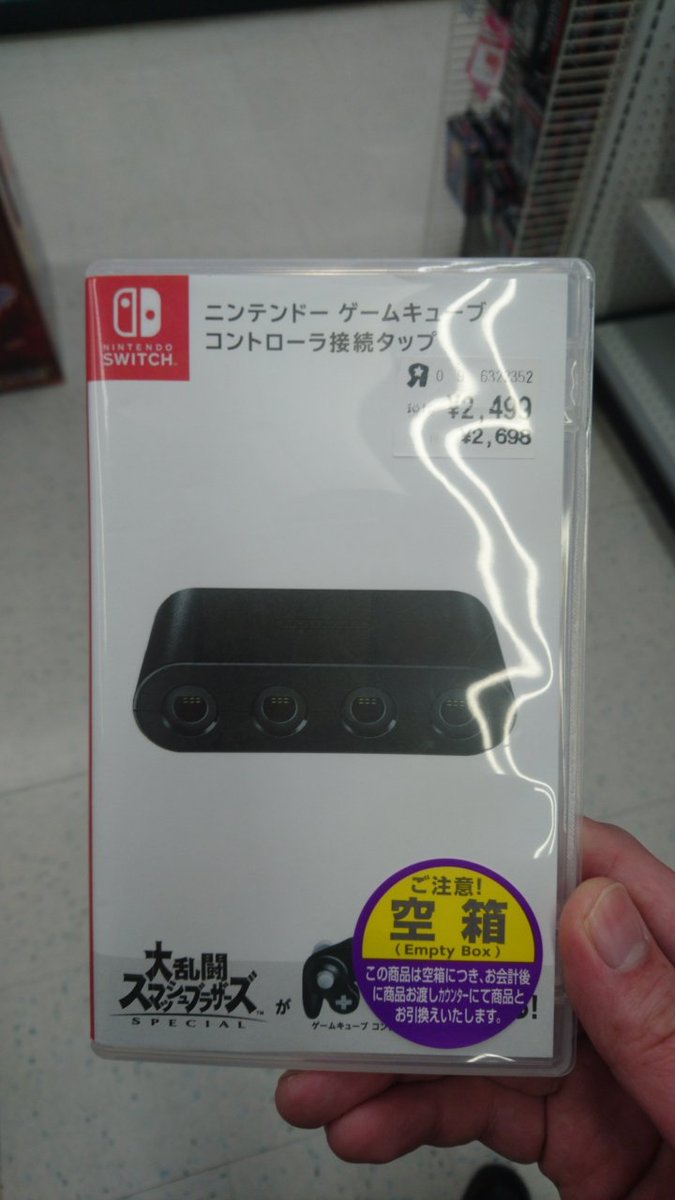 NINTENDO
SWITCH
ニンテンドー ゲームキューブ
コントローラ接続タップ
¥2,499
¥2,698
大乱闘
スマッシュブラザーズ
SPECIAL
が
ゲームキューブ コン
ご注意!
空箱
(Empty Box)
この商品は空箱につき、お会計後
に商品お渡しカウンターにて商品と
お引換えいたします。
!